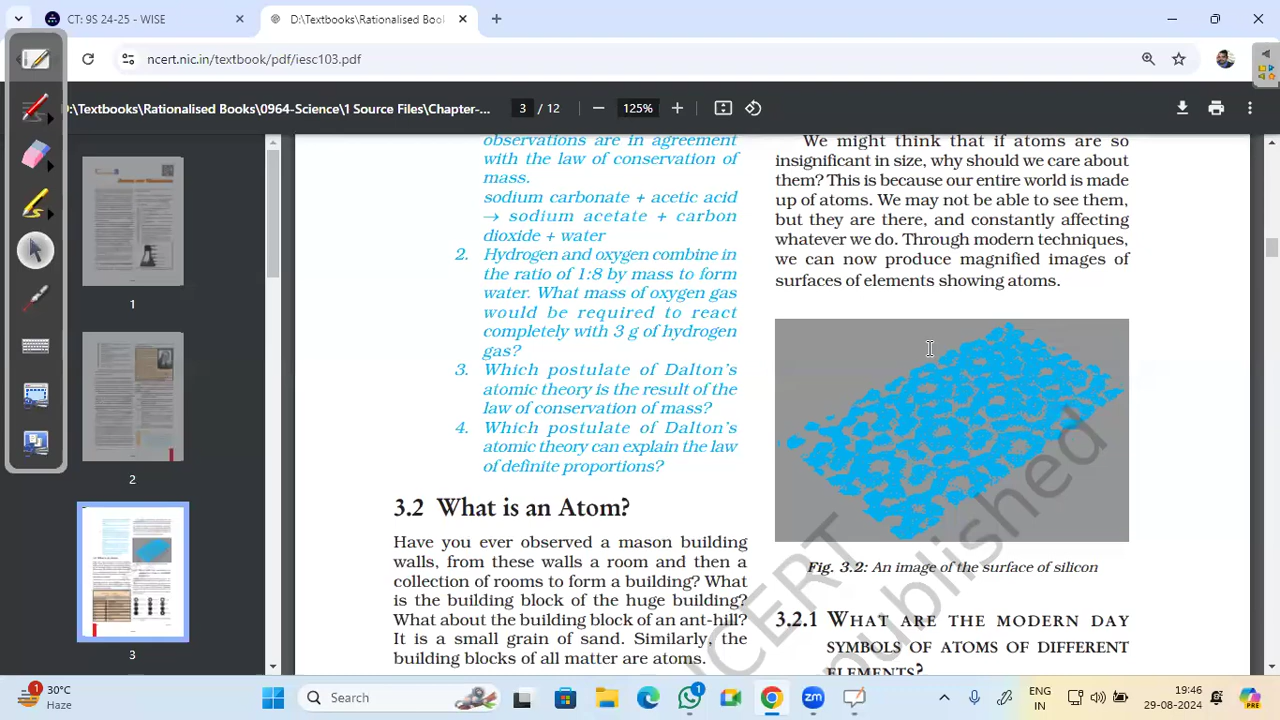 CT: 9S 24-25 - WISE
D:\Textbooks\Rationalised Boo
ncert.nic.in/textbook/pdf/iesc103.pdf
D:\Textbooks\Rationalised Books\0964-Science\1 Source Files\Chapter-...
3 / 12
125%
1
2
3
observations are in agreement
with the law of conservation of
mass.
sodium carbonate + acetic acid
→ sodium acetate + carbon
dioxide + water
2. Hydrogen and oxygen combine in
the ratio of 1:8 by mass to form
water. What mass of oxygen gas
would be required to react
completely with 3 g of hydrogen
gas?
3. Which postulate of Dalton's
atomic theory is the result of the
law of conservation of mass?
4. Which postulate of Dalton's
atomic theory can explain the law
of definite proportions?
3.2 What is an Atom?
Have you ever observed a mason building
walls, from these walls a room and then a
collection of rooms to form a building? What
is the building block of the huge building?
What about the building block of an ant-hill?
It is a small grain of sand. Similarly, the
building blocks of all matter are atoms.
We might think that if atoms are so
insignificant in size, why should we care about
them? This is because our entire world is made
up of atoms. We may not be able to see them,
but they are there, and constantly affecting
whatever we do. Through modern techniques,
we can now produce magnified images of
surfaces of elements showing atoms.
Fig. 3.2: An image of the surface of silicon
3.2.1 WHAT ARE THE MODERN DAY
SYMBOLS OF ATOMS OF DIFFERENT
ELEMENTS?
NCERT
published
1
30°C
Haze
Search
1
ENG
IN
19:46
29-08-2024
PRE